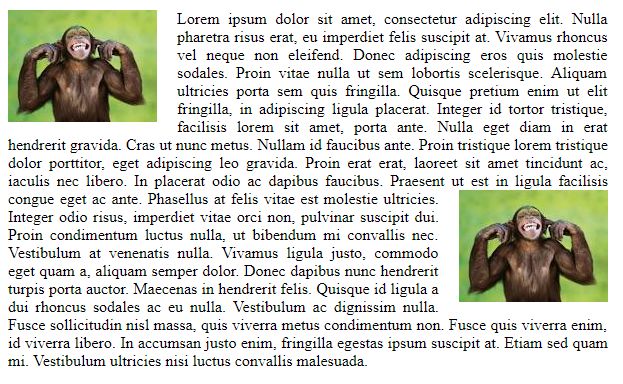 Lorem ipsum dolor sit amet, consectetur adipiscing elit. Nulla
pharetra risus erat, eu imperdiet felis suscipit at. Vivamus rhoncus
vel neque non eleifend. Donec adipiscing eros quis molestie
sodales. Proin vitae nulla ut sem lobortis scelerisque. Aliquam
ultricies porta sem quis fringilla. Quisque pretium enim ut elit
fringilla, in adipiscing ligula placerat. Integer id tortor tristique,
facilisis lorem sit amet, porta ante. Nulla eget diam in erat
hendrerit gravida. Cras ut nunc metus. Nullam id faucibus ante. Proin tristique lorem tristique
dolor porttitor, eget adipiscing leo gravida. Proin erat erat, laoreet sit amet tincidunt ac,
iaculis nec libero. In placerat odio ac dapibus faucibus. Praesent ut est in ligula facilisis
congue eget ac ante. Phasellus at felis vitae est molestie ultricies.
Integer odio risus, imperdiet vitae orci non, pulvinar suscipit dui.
Proin condimentum luctus nulla, ut bibendum mi convallis nec.
Vestibulum at venenatis nulla. Vivamus ligula justo, commodo
eget quam a, aliquam semper dolor. Donec dapibus nunc hendrerit
turpis porta auctor. Maecenas in hendrerit felis. Quisque id ligula a
dui rhoncus sodales ac eu nulla. Vestibulum ac dignissim nulla.
Fusce sollicitudin nisl massa, quis viverra metus condimentum non. Fusce quis viverra enim,
id viverra libero. In accumsan justo enim, fringilla egestas ipsum suscipit at. Etiam sed quam
mi. Vestibulum ultricies nisi luctus convallis malesuada.